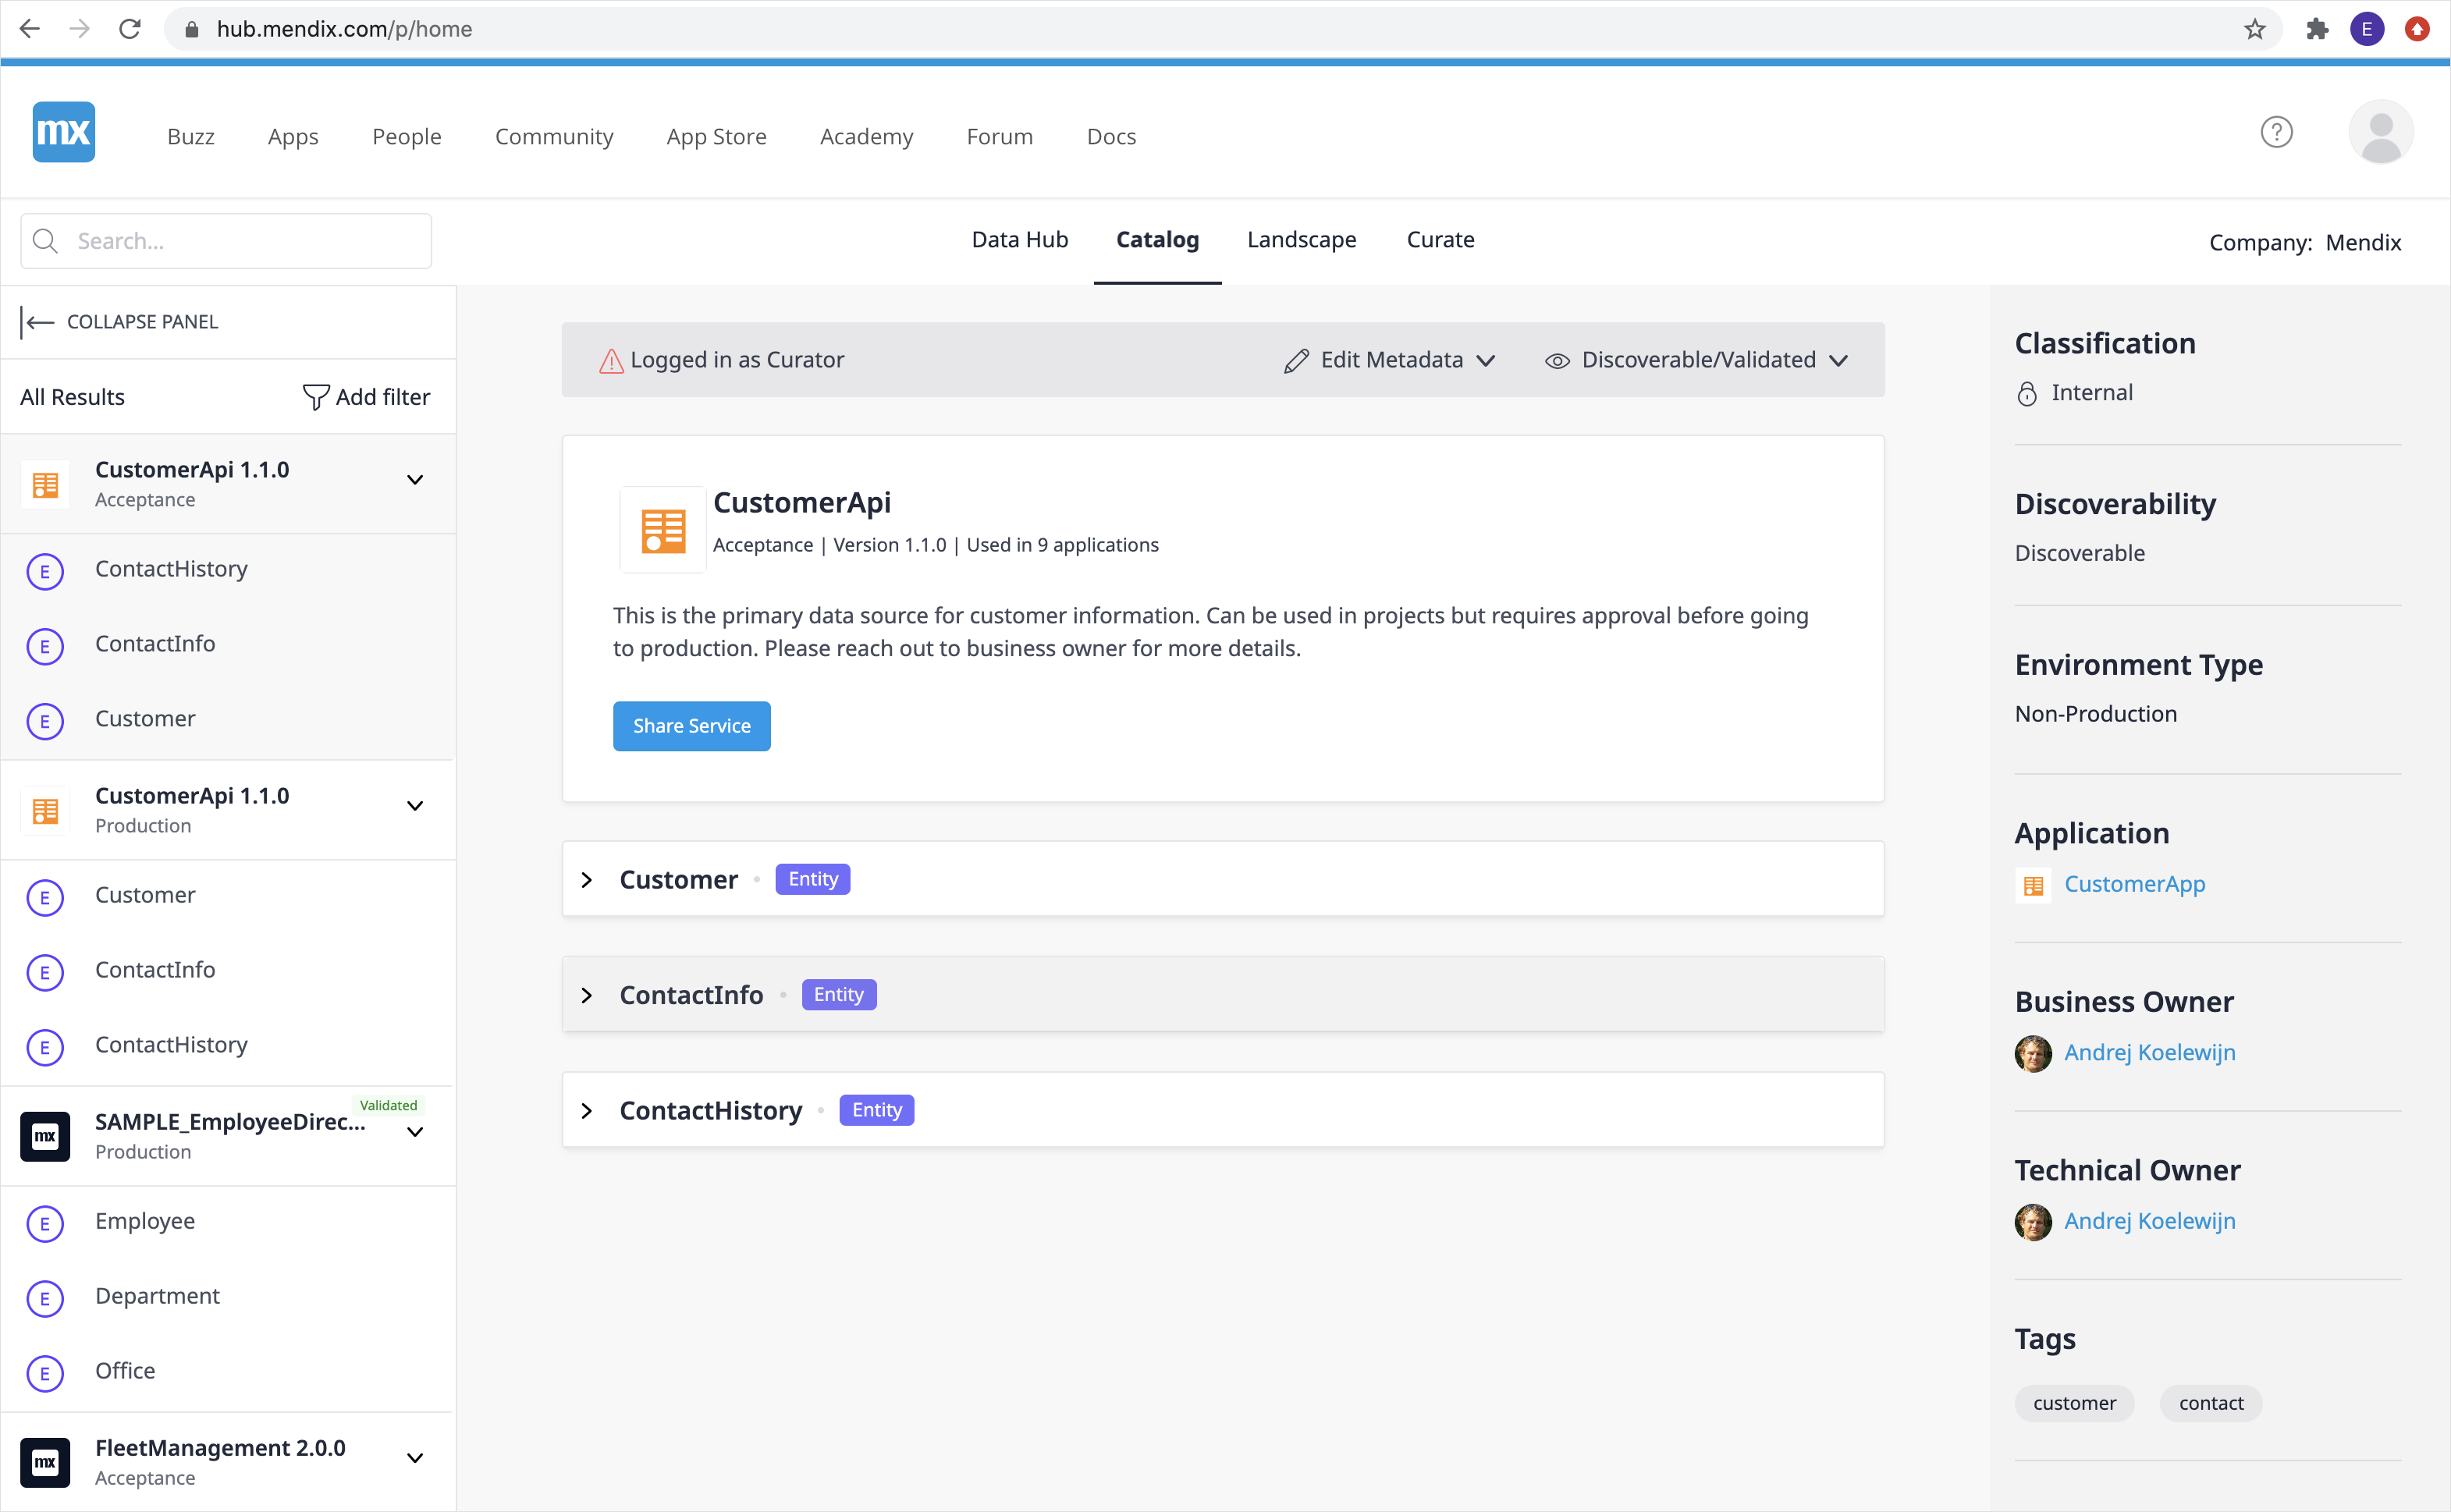 hub.mendix.com/p/home
E
mx
Buzz
Apps
People
Community
App Store
Academy
Forum
Docs
?
Search...
Data Hub
Catalog
Landscape
Curate
Company: Mendix
COLLAPSE PANEL
All Results
Add filter
CustomerApi 1.1.0
Acceptance
E ContactHistory
E ContactInfo
E Customer
CustomerApi 1.1.0
Production
E Customer
E ContactInfo
E ContactHistory
Validated
mx SAMPLE_EmployeeDirec...
Production
E Employee
E Department
E Office
mx FleetManagement 2.0.0
Acceptance
Logged in as Curator
Edit Metadata
Discoverable/Validated
CustomerApi
Acceptance | Version 1.1.0 | Used in 9 applications
This is the primary data source for customer information. Can be used in projects but requires approval before going
to production. Please reach out to business owner for more details.
Share Service
Customer Entity
ContactInfo Entity
ContactHistory Entity
Classification
Internal
Discoverability
Discoverable
Environment Type
Non-Production
Application
CustomerApp
Business Owner
Andrej Koelewijn
Technical Owner
Andrej Koelewijn
Tags
customer
contact